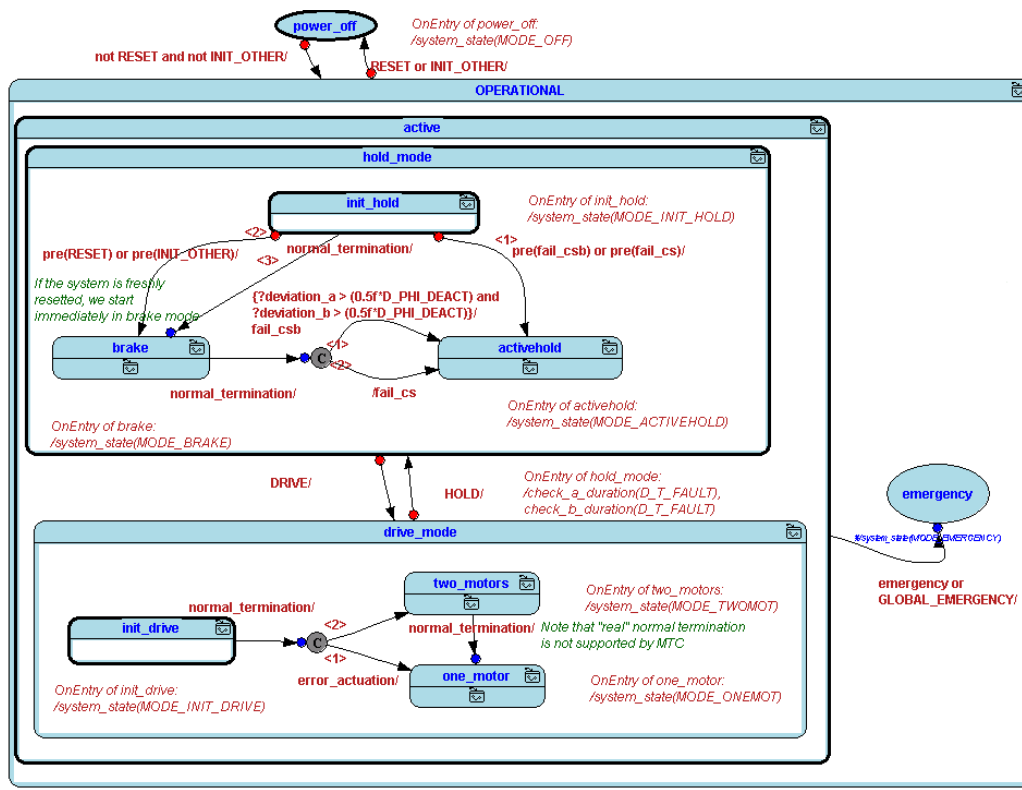 power_off
OnEntry of power_off:
/system_state(MODE_OFF)
not RESET and not INIT_OTHER/
RESET or INIT_OTHER/
OPERATIONAL
active
hold_mode
init_hold
OnEntry of init_hold:
/system_state(MODE_INIT_HOLD)
<2>
normal_termination/
<1>
pre(RESET) or pre(INIT_OTHER)/
<3>
pre(fail_csb) or pre(fail_cs)/
If the system is freshly
resetted, we start
immediately in brake mode
{?deviation_a > (0.5f*D_PHI_DEACT) and
?deviation_b > (0.5f*D_PHI_DEACT)}/
fail_csb
brake
<1>
C
<2>
activehold
normal_termination/
/fail_cs
OnEntry of activehold:
/system_state(MODE_ACTIVEHOLD)
OnEntry of brake:
/system_state(MODE_BRAKE)
DRIVE/
HOLD/
OnEntry of hold_mode:
/check_a_duration(D_T_FAULT),
check_b_duration(D_T_FAULT)
emergency
#/system_state(MODE_EMERGENCY)
emergency or
GLOBAL_EMERGENCY/
drive_mode
two_motors
OnEntry of two_motors:
/system_state(MODE_TWOMOT)
normal_termination/
init_drive
<2>
C
<1>
normal_termination/
Note that "real" normal termination
is not supported by MTC
error_actuation/
one_motor
OnEntry of one_motor:
/system_state(MODE_ONEMOT)
OnEntry of init_drive:
/system_state(MODE_INIT_DRIVE)